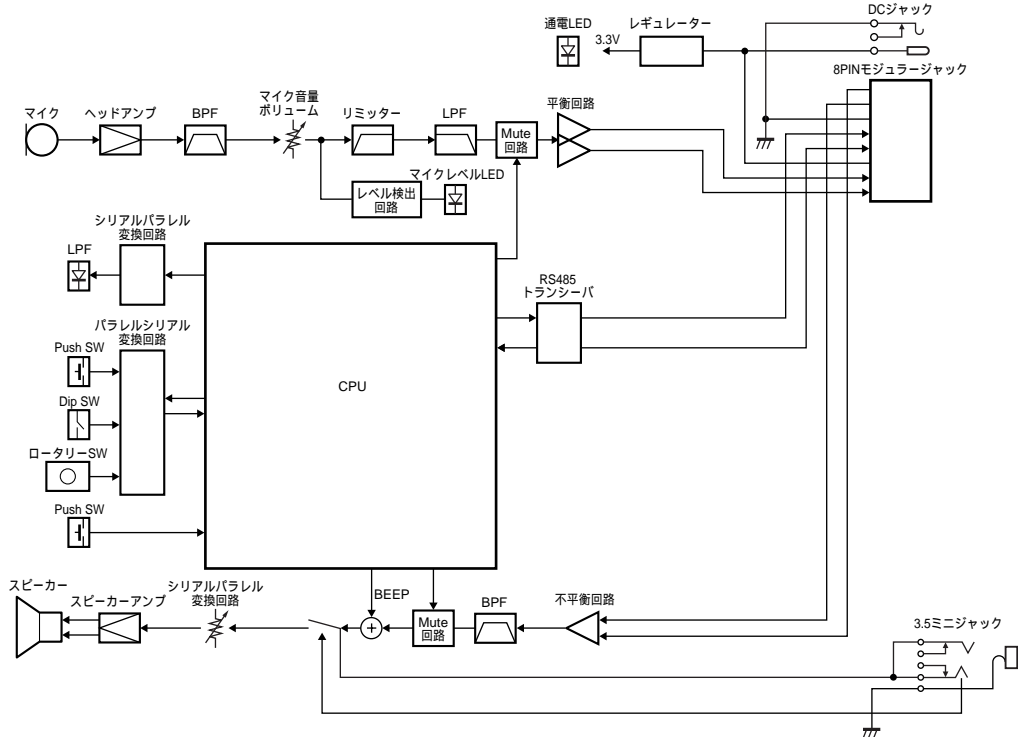 DCジャック
通電LED
レギュレーター
3.3V
8PINモジュラージャック
マイク
ヘッドアンプ
BPF
マイク音量
ボリューム
リミッター
LPF
Mute
回路
平衡回路
レベル検出
回路
マイクレベルLED
シリアルパラレル
変換回路
LPF
RS485
トランシーバ
パラレルシリアル
変換回路
Push SW
Dip SW
ロータリーSW
Push SW
CPU
スピーカー
スピーカーアンプ
シリアルパラレル
変換回路
BEEP
Mute
回路
BPF
不平衡回路
3.5ミニジャック